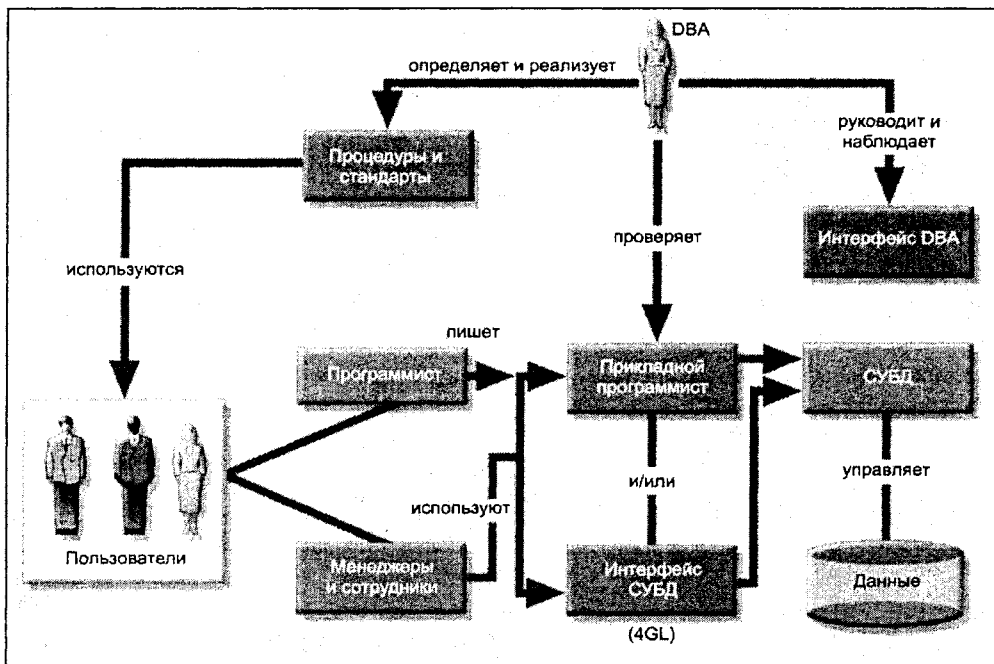 DBA
определяет и реализует
руководит и
наблюдает
Процедуры и
стандарты
проверяет
Интерфейс DBA
используются
пишет
Программист
Прикладной
программист
СУБД
используют
и/или
управляет
Пользователи
Менеджеры
и сотрудники
Интерфейс
СУБД
Данные
(4GL)